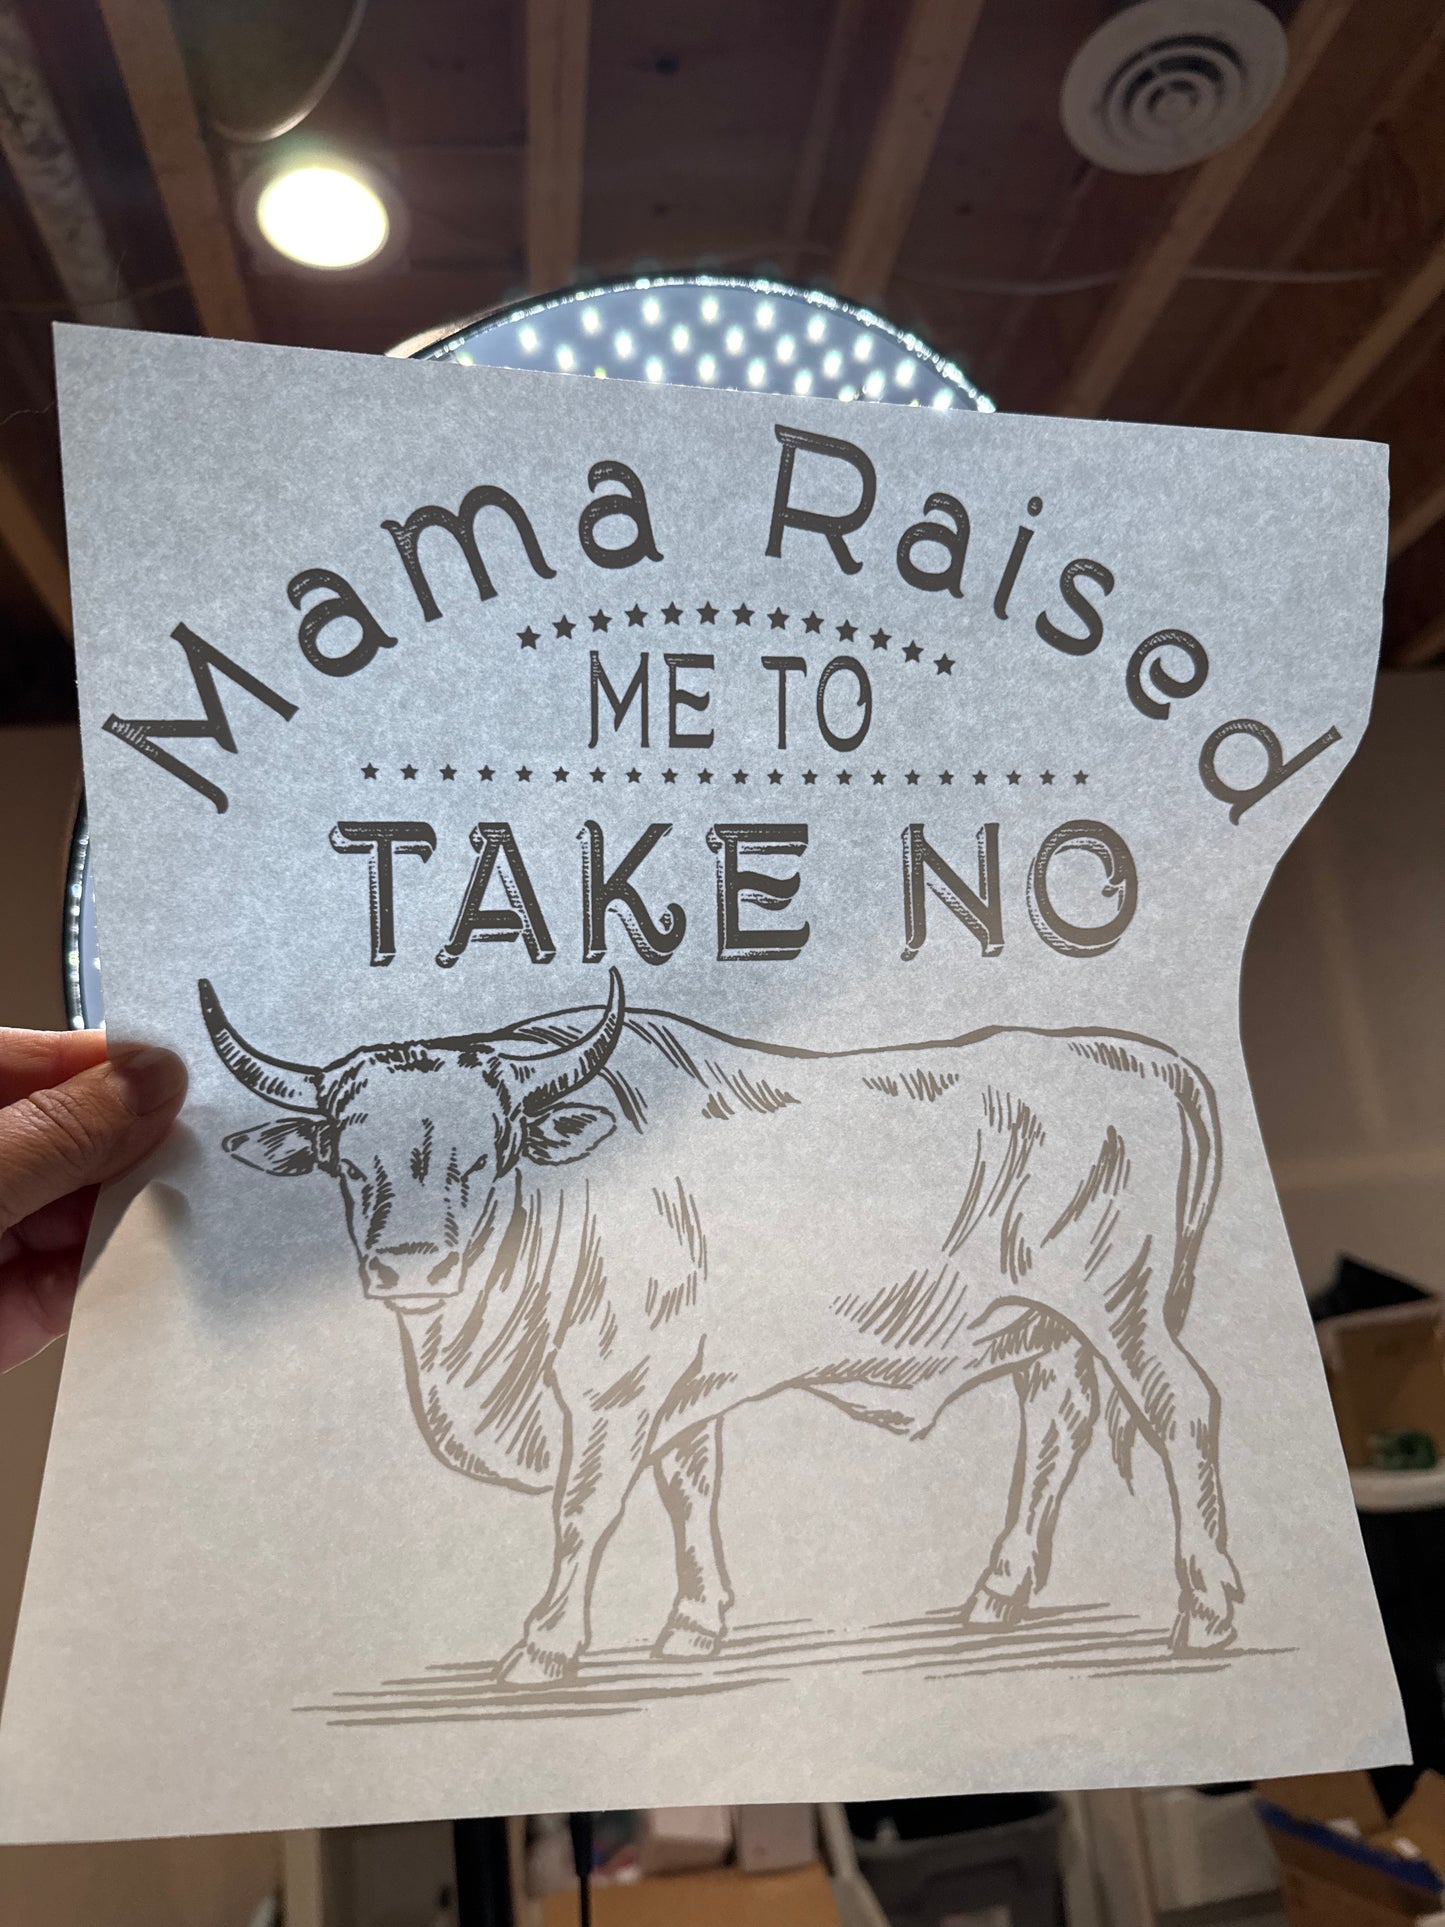 Mama Raised
ME TO
TAKE NO